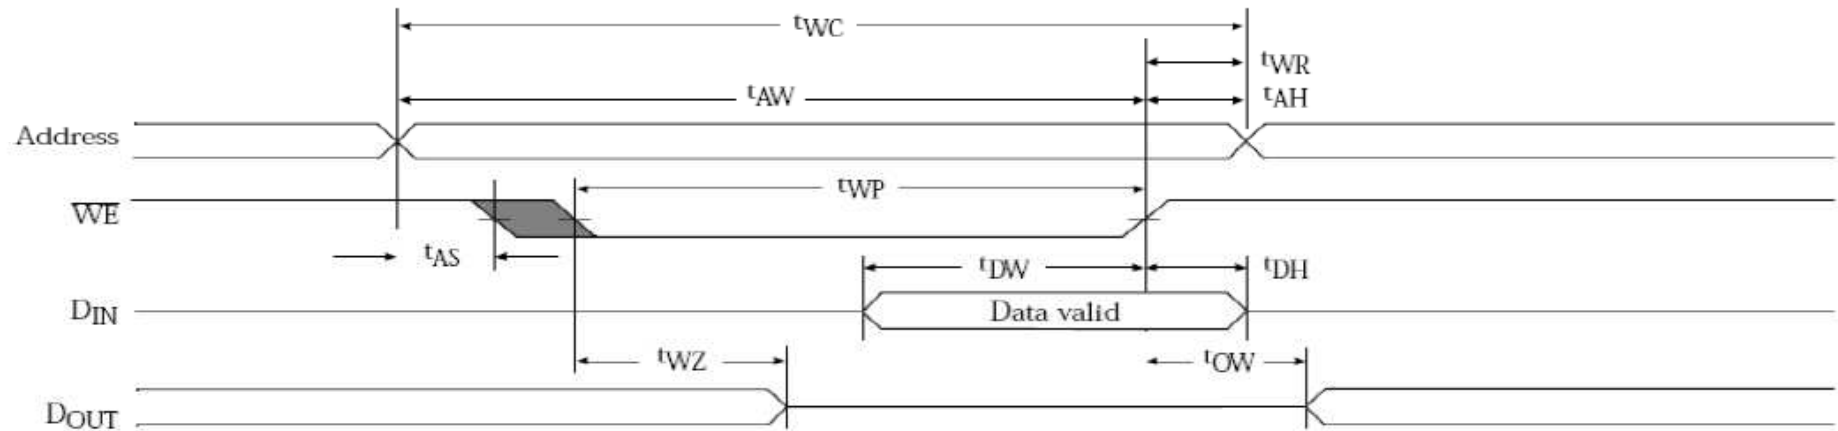 tWC
tWR
tAW
tAH
Address
tWP
WE
tAS
tDW
tDH
DIN
Data valid
tWZ
tOW
DOUT